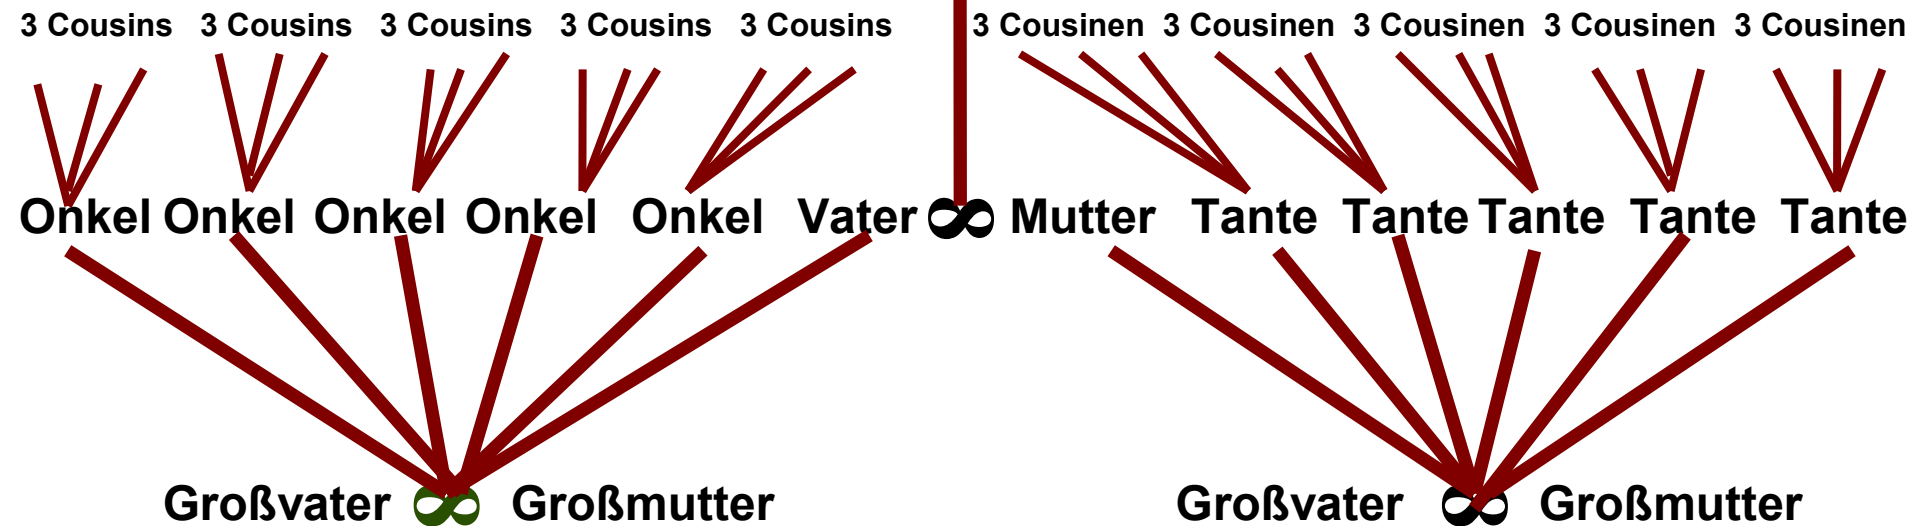 3 Cousins 3 Cousins 3 Cousins 3 Cousins 3 Cousins 3 Cousinen 3 Cousinen 3 Cousinen 3 Cousinen 3 Cousinen
Onkel Onkel Onkel Onkel Onkel Vater ∞ Mutter Tante Tante Tante Tante Tante
Großvater ∞ Großmutter Großvater ∞ Großmutter